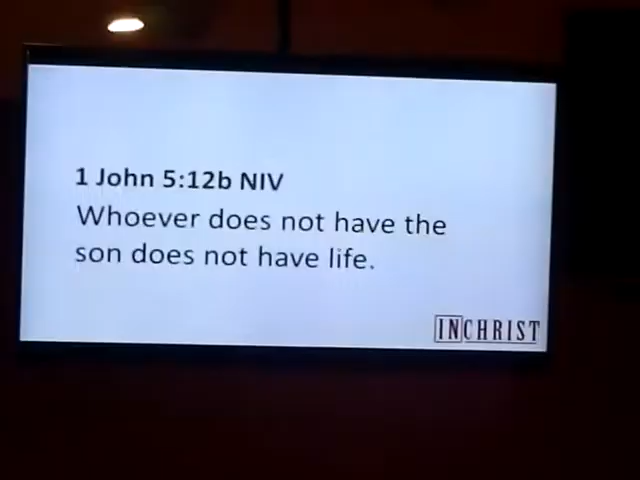 1 John 5:12b NIV
Whoever does not have the
son does not have life.
INCHRIST